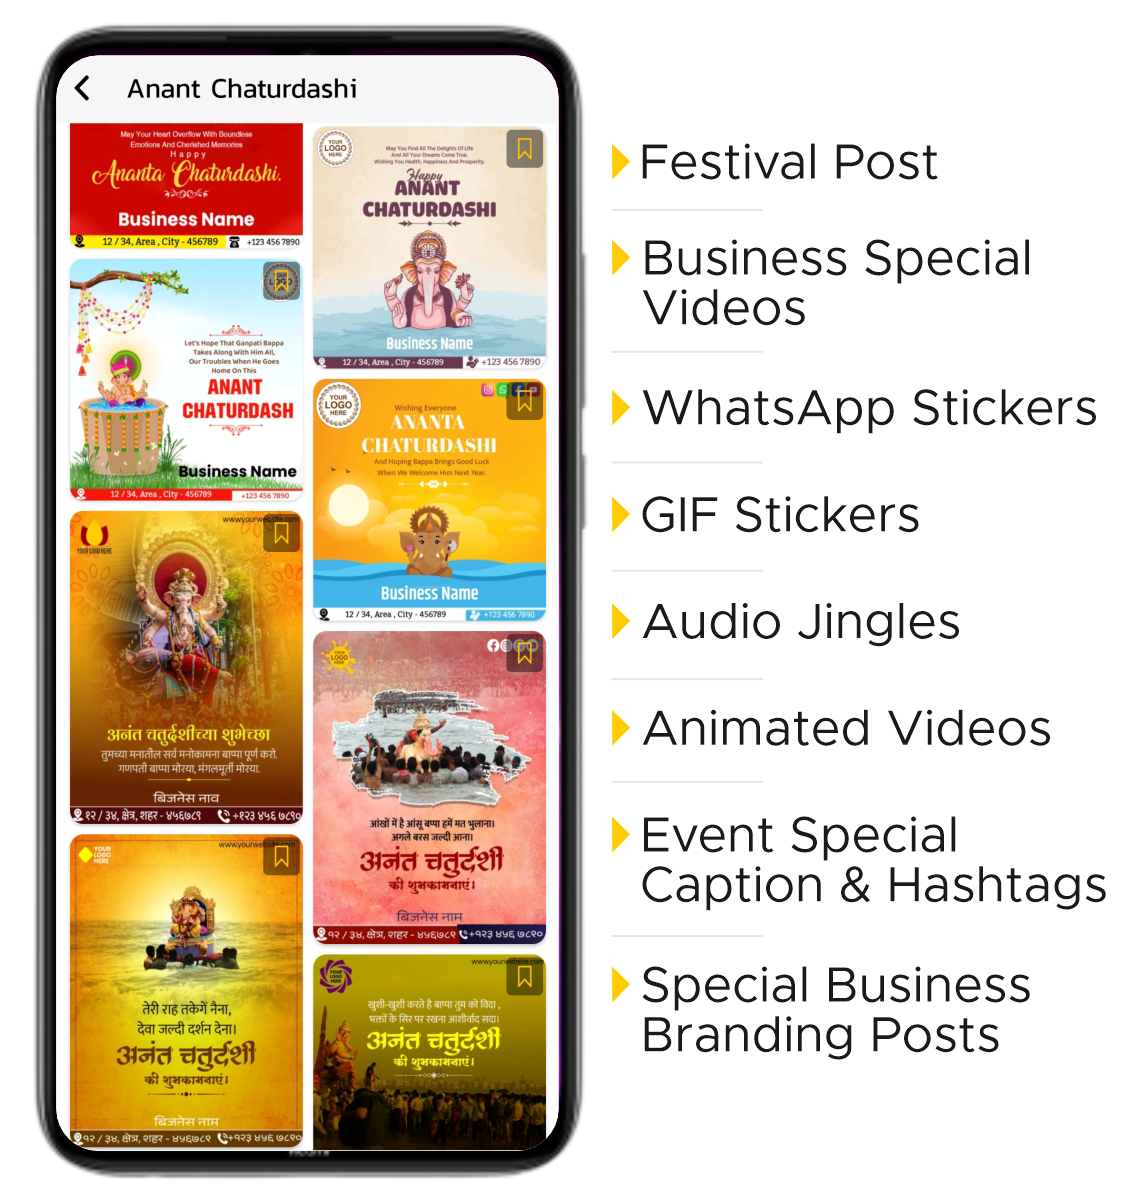 Anant Chaturdashi
May Your Heart Overflow With Boundless
Emotions And Cherished Memories
Happy
Ananta Chaturdashi.
Business Name
12 / 34, Area , City - 456789
+123 456 7890
Let's Hope That Ganpati Bappa
Takes Along With Him All,
Our Troubles When He Goes
Home On This
ANANT
CHATURDASH
Business Name
12 / 34, Area , City - 456789
+123 456 7890
www.yourwebsite.com
YOUR LOGO HERE
अनंत चतुर्दशीच्या शुभेच्छा
तुमच्या मनातील सर्व मनोकामना बाप्पा पूर्ण करो.
गणपती बाप्पा मोरया, मंगलमूर्ती मोरया.
बिजनेस नाव
१२ / ३४, क्षेत्र, शहर - ४५६७८९
+१२३ ४५६ ७८९०
YOUR
LOGO
HERE
www.yourwebsite.com
तेरी राह तकेगें नैना,
देवा जल्दी दर्शन देना।
अनंत चतुर्दशी
की शुभकामनाएं।
बिजनेस नाम
१२ / ३४, क्षेत्र, शहर - ४५६७८९
+१२३ ४५६ ७८९०
YOUR
LOGO
HERE
May You Find All The Delights Of Life
And All Your Dreams Come True.
Wishing You Health, Happiness And Prosperity.
Happy
ANANT
CHATURDASHI
Business Name
12 / 34, Area , City - 456789
+123 456 7890
YOUR
LOGO
HERE
Wishing Everyone
ANANTA
CHATURDASHI
And Hoping Bappa Brings Good Luck
When We Welcome Him Next Year.
Business Name
12 / 34, Area , City - 456789
+123 456 7890
YOUR
LOGO
HERE
आंखों में है आंसू बप्पा हमें मत भुलाना।
अगले बरस जल्दी आना।
अनंत चतुर्दशी
की शुभकामनाएं।
बिजनेस नाम
१२ / ३४, क्षेत्र, शहर - ४५६७८९
+१२३ ४५६ ७८९०
YOUR
LOGO
HERE
www.yourwebsite.com
खुशी-खुशी करते है बाप्पा तुम को विदा ,
भक्तों के सिर पर रखना आशीर्वाद सदा।
अनंत चतुर्दशी
की शुभकामनाएं।
Festival Post
Business Special
Videos
WhatsApp Stickers
GIF Stickers
Audio Jingles
Animated Videos
Event Special
Caption & Hashtags
Special Business
Branding Posts